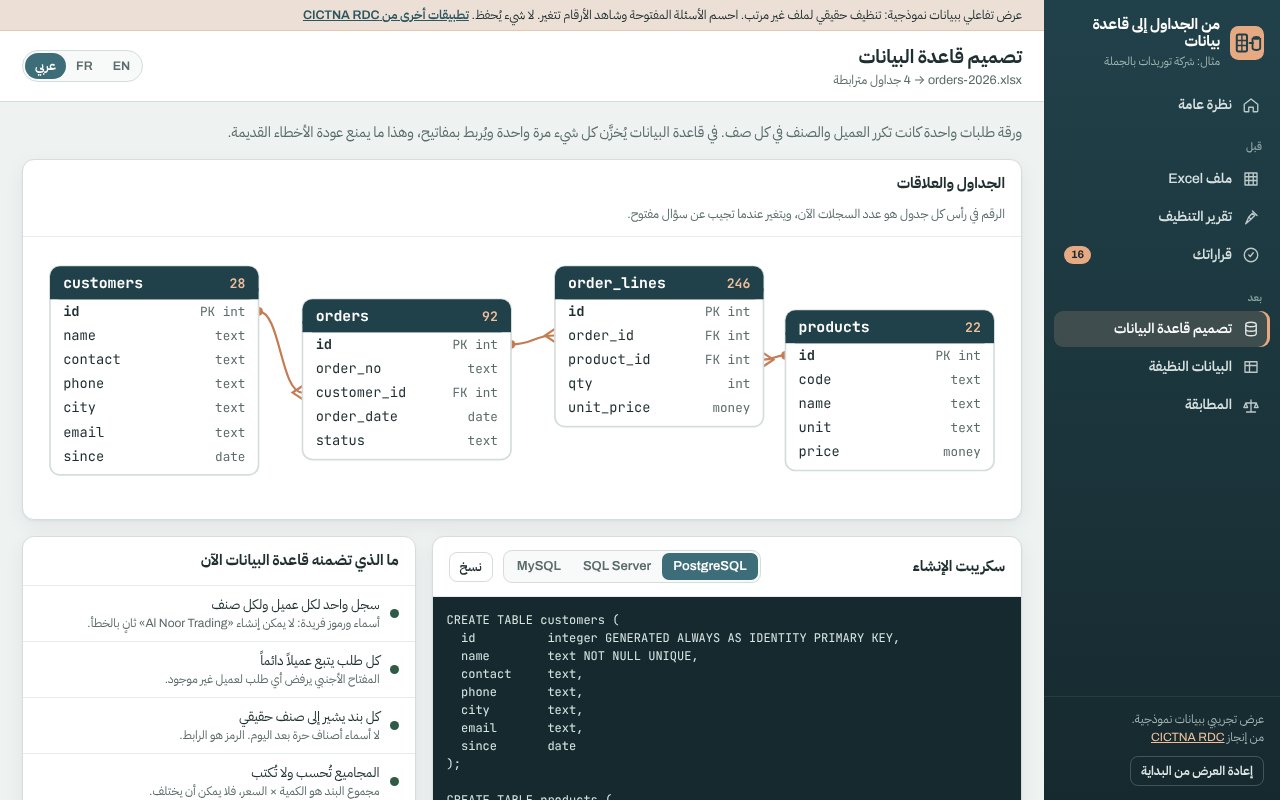 عرض تفاعلي ببيانات نموذجية: تنظيف حقيقي لملف غير مرتب. احسم الأسئلة المفتوحة وشاهد الأرقام تتغير. لا شيء يُحفظ. تطبيقات أخرى من CICTNA RDC
من الجداول إلى قاعدة
بيانات
مثال: شركة توريدات بالجملة
نظرة عامة
قبل
ملف Excel
تقرير التنظيف
قراراتك
16
بعد
تصميم قاعدة البيانات
البيانات النظيفة
المطابقة
عرض تجريبي ببيانات نموذجية.
من إنجاز CICTNA RDC
إعادة العرض من البداية
تصميم قاعدة البيانات
orders-2026.xlsx → 4 جداول مترابطة
عربي FR EN
ورقة طلبات واحدة كانت تكرر العميل والصنف في كل صف. في قاعدة البيانات يُخزَّن كل شيء مرة واحدة ويُربط بمفاتيح، وهذا ما يمنع عودة الأخطاء القديمة.
الجداول والعلاقات
الرقم في رأس كل جدول هو عدد السجلات الآن، ويتغير عندما تجيب عن سؤال مفتوح.
customers 28
id PK int
name text
contact text
phone text
city text
email text
since date
orders 92
id PK int
order_no text
customer_id FK int
order_date date
status text
order_lines 246
id PK int
order_id FK int
product_id FK int
qty int
unit_price money
products 22
id PK int
code text
name text
unit text
price money
سكريبت الإنشاء
PostgreSQL SQL Server MySQL
نسخ
CREATE TABLE customers (
id integer GENERATED ALWAYS AS IDENTITY PRIMARY KEY,
name text NOT NULL UNIQUE,
contact text,
phone text,
city text,
email text,
since date
);
CREATE TABLE products (
ما الذي تضمنه قاعدة البيانات الآن
سجل واحد لكل عميل ولكل صنف
أسماء ورموز فريدة: لا يمكن إنشاء «Al Noor Trading» ثانٍ بالخطأ.
كل طلب يتبع عميلاً دائماً
المفتاح الأجنبي يرفض أي طلب لعميل غير موجود.
كل بند يشير إلى صنف حقيقي
لا أسماء أصناف حرة بعد اليوم. الرمز هو الرابط.
المجاميع تُحسب ولا تُكتب
مجموع البند هو الكمية × السعر، فلا يمكن أن يختلف.